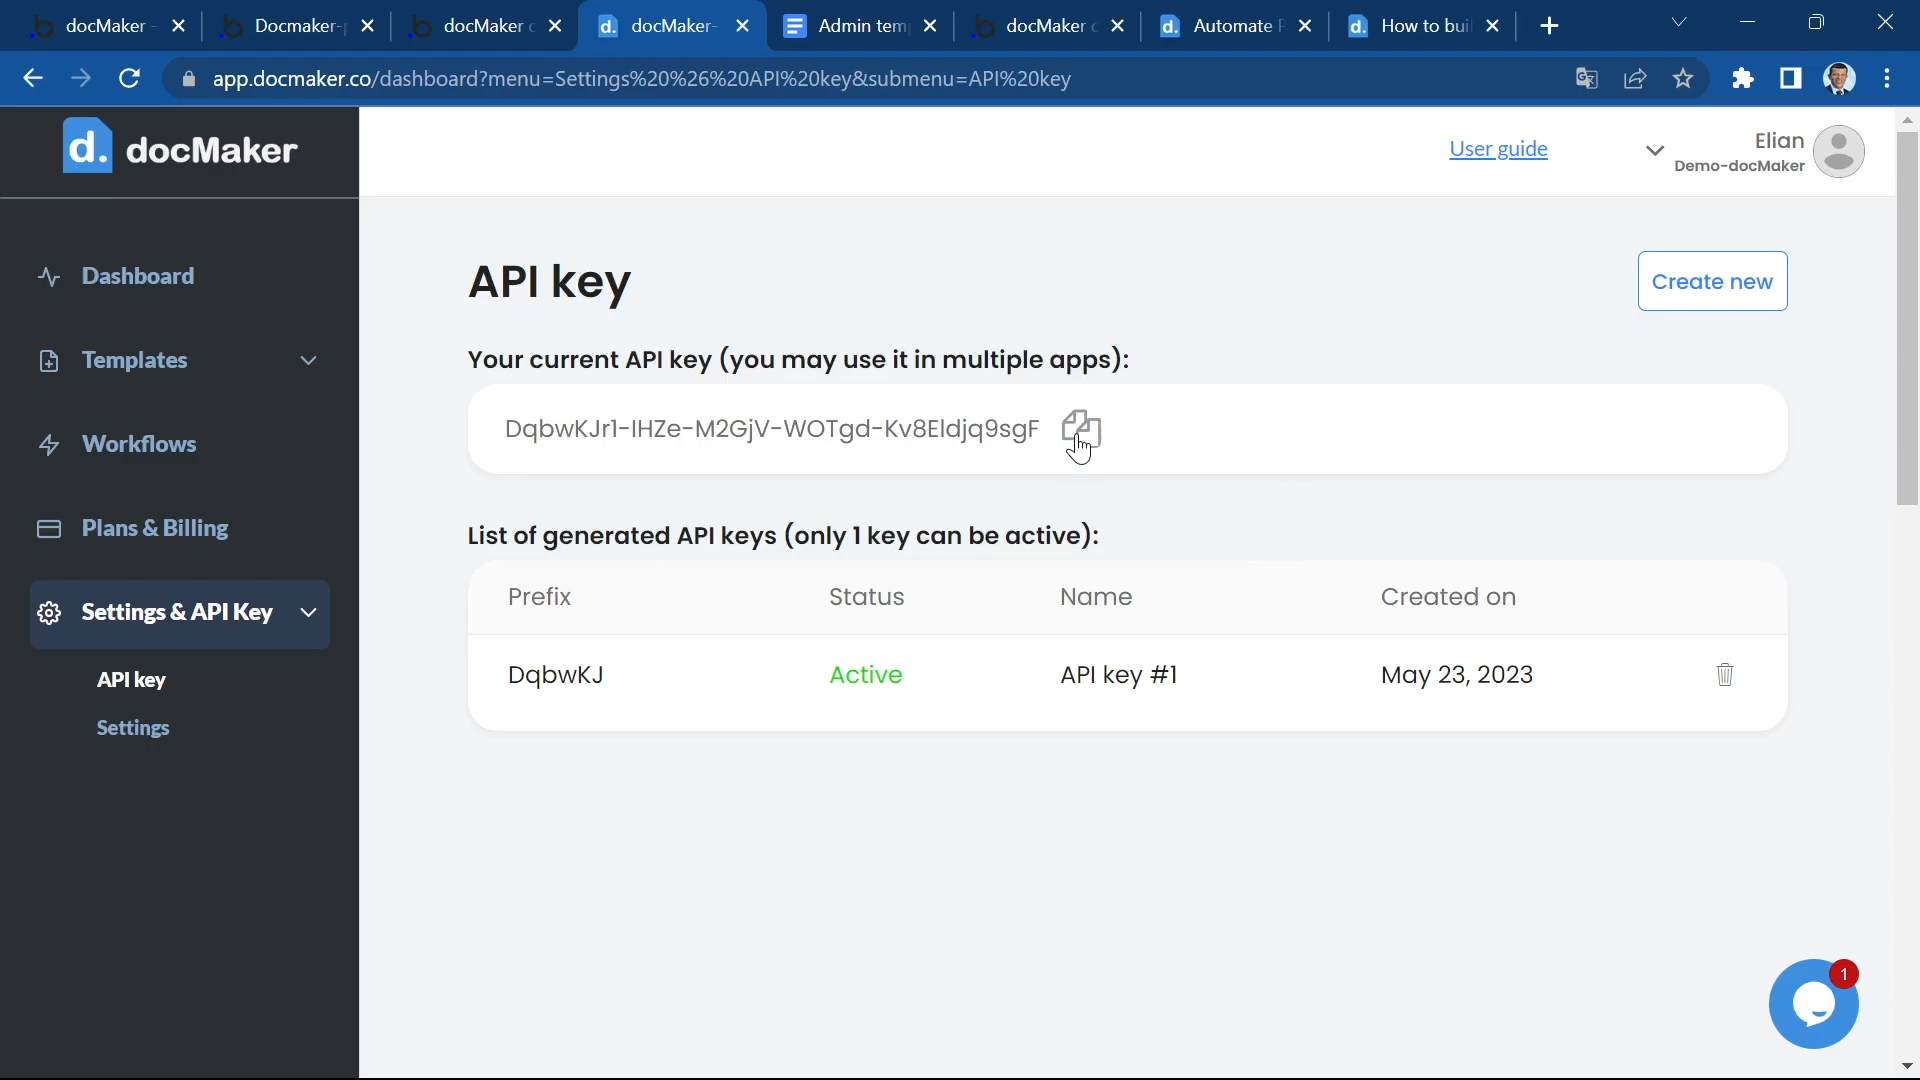 docMaker -
Docmaker-
docMaker c
docMaker-
Admin tem
docMaker c
Automate P
How to bui
app.docmaker.co/dashboard?menu=Settings%20%26%20API%20key&submenu=API%20key
d. docMaker
User guide
Elian
Demo-docMaker
Dashboard
Templates
Workflows
Plans & Billing
Settings & API Key
API key
Settings
API key
Create new
Your current API key (you may use it in multiple apps):
DqbwKJr1-IHZe-M2GjV-WOTgd-Kv8Eldjq9sgF
List of generated API keys (only 1 key can be active):
Prefix Status Name Created on
DqbwKJ Active API key #1 May 23, 2023
1